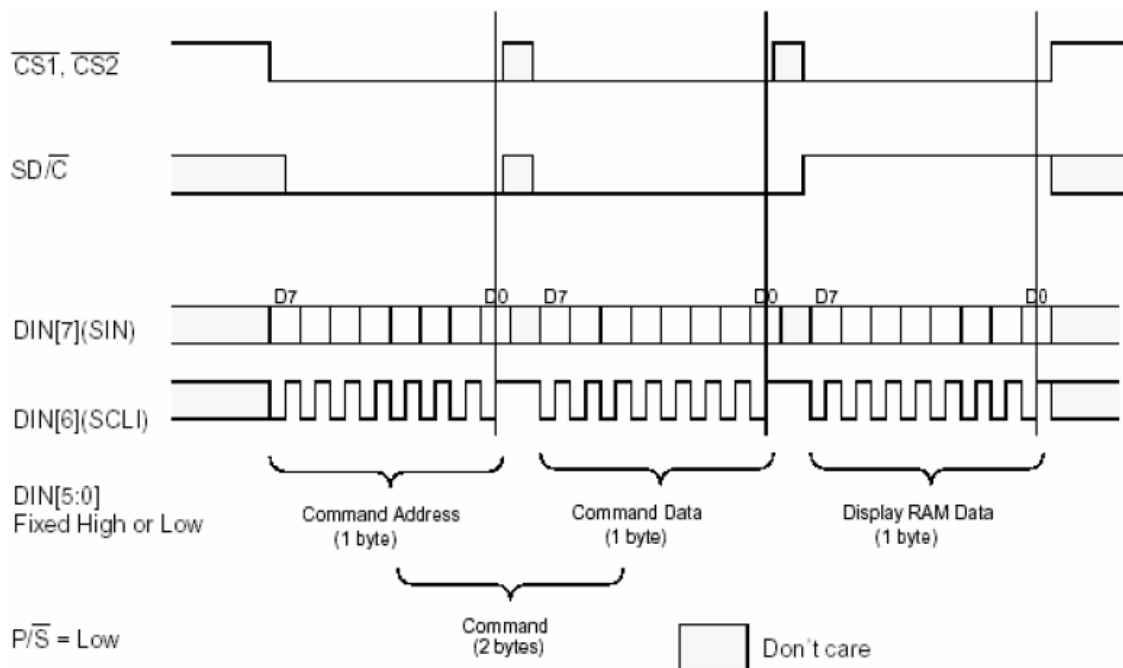 C̅S̅1̅, C̅S̅2̅
SD/C̅
D7 D0 D7 D0 D7 D0
DIN[7](SIN)
DIN[6](SCLI)
DIN[5:0]
Fixed High or Low
Command Address
(1 byte)
Command Data
(1 byte)
Display RAM Data
(1 byte)
Command
(2 bytes)
P/S̅ = Low
Don't care